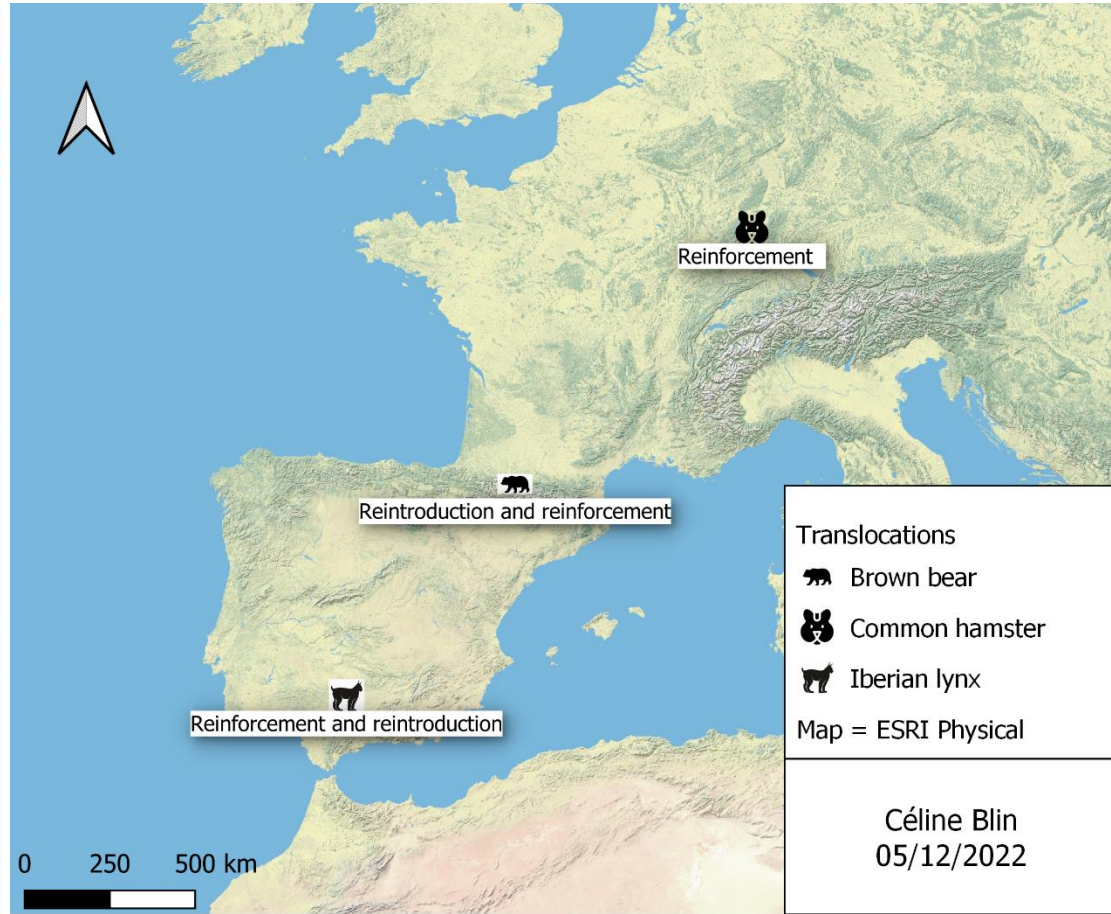 Reinforcement
Reintroduction and reinforcement
Reinforcement and reintroduction
Translocations
Brown bear
Common hamster
Iberian lynx
Map = ESRI Physical
Céline Blin
05/12/2022
0 250 500 km